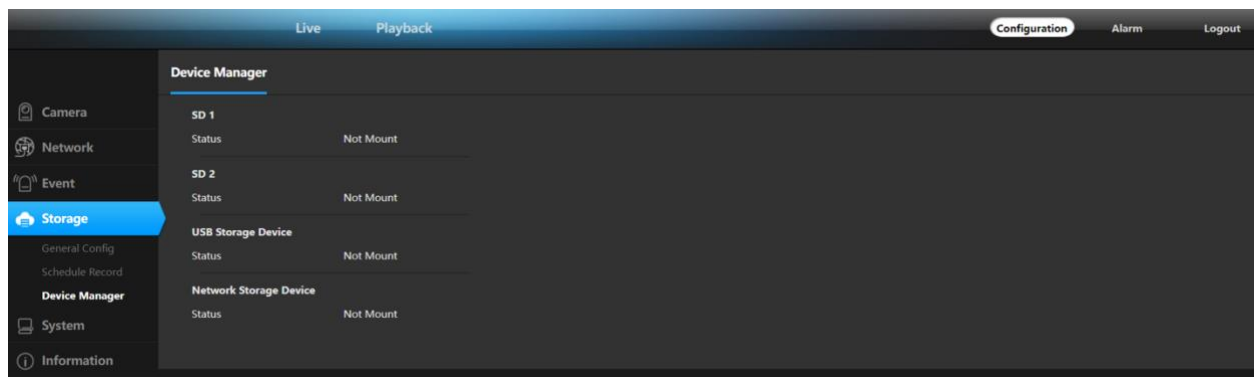 Live Playback Configuration Alarm Logout
Device Manager
Camera
Network
Event
Storage
General Config
Schedule Record
Device Manager
System
Information
SD 1
Status Not Mount
SD 2
Status Not Mount
USB Storage Device
Status Not Mount
Network Storage Device
Status Not Mount